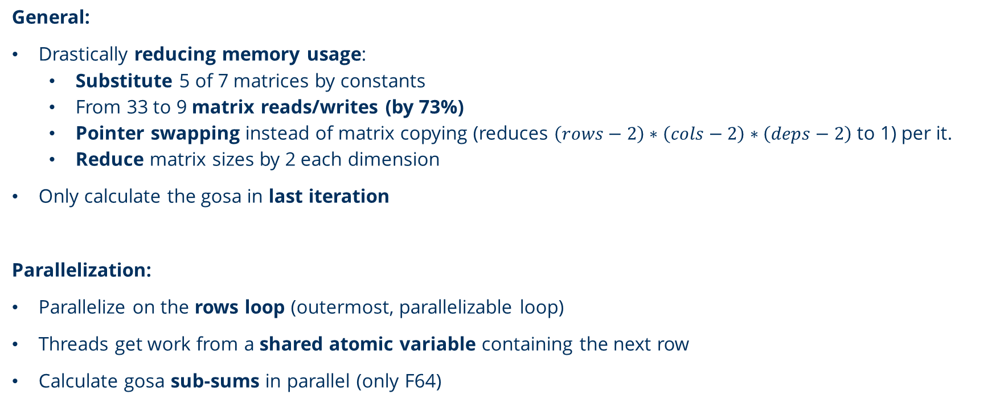 General:
• Drastically reducing memory usage:
• Substitute 5 of 7 matrices by constants
• From 33 to 9 matrix reads/writes (by 73%)
• Pointer swapping instead of matrix copying (reduces (rows − 2) ∗ (cols − 2) ∗ (deps − 2) to 1) per it.
• Reduce matrix sizes by 2 each dimension
• Only calculate the gosa in last iteration
Parallelization:
• Parallelize on the rows loop (outermost, parallelizable loop)
• Threads get work from a shared atomic variable containing the next row
• Calculate gosa sub-sums in parallel (only F64)